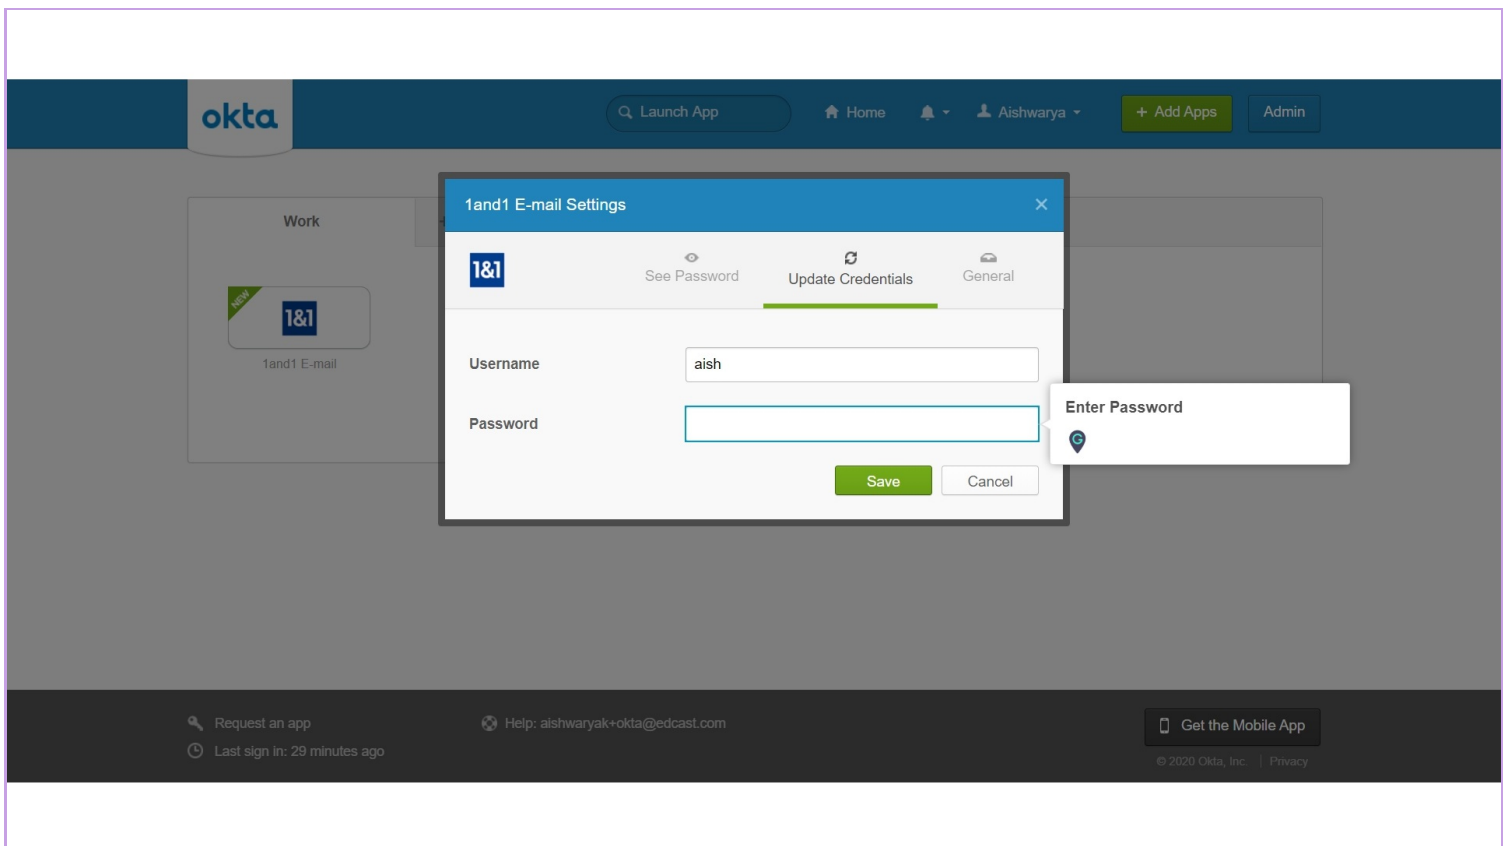 okta
Launch App
Home
Aishwarya
+ Add Apps
Admin
Work
+
NEW
1&1
1and1 E-mail
1and1 E-mail Settings
1&1
See Password
Update Credentials
General
Username
aish
Password
Save
Cancel
Enter Password
G
Request an app
Help: aishwaryak+okta@edcast.com
Last sign in: 29 minutes ago
Get the Mobile App
© 2020 Okta, Inc. | Privacy